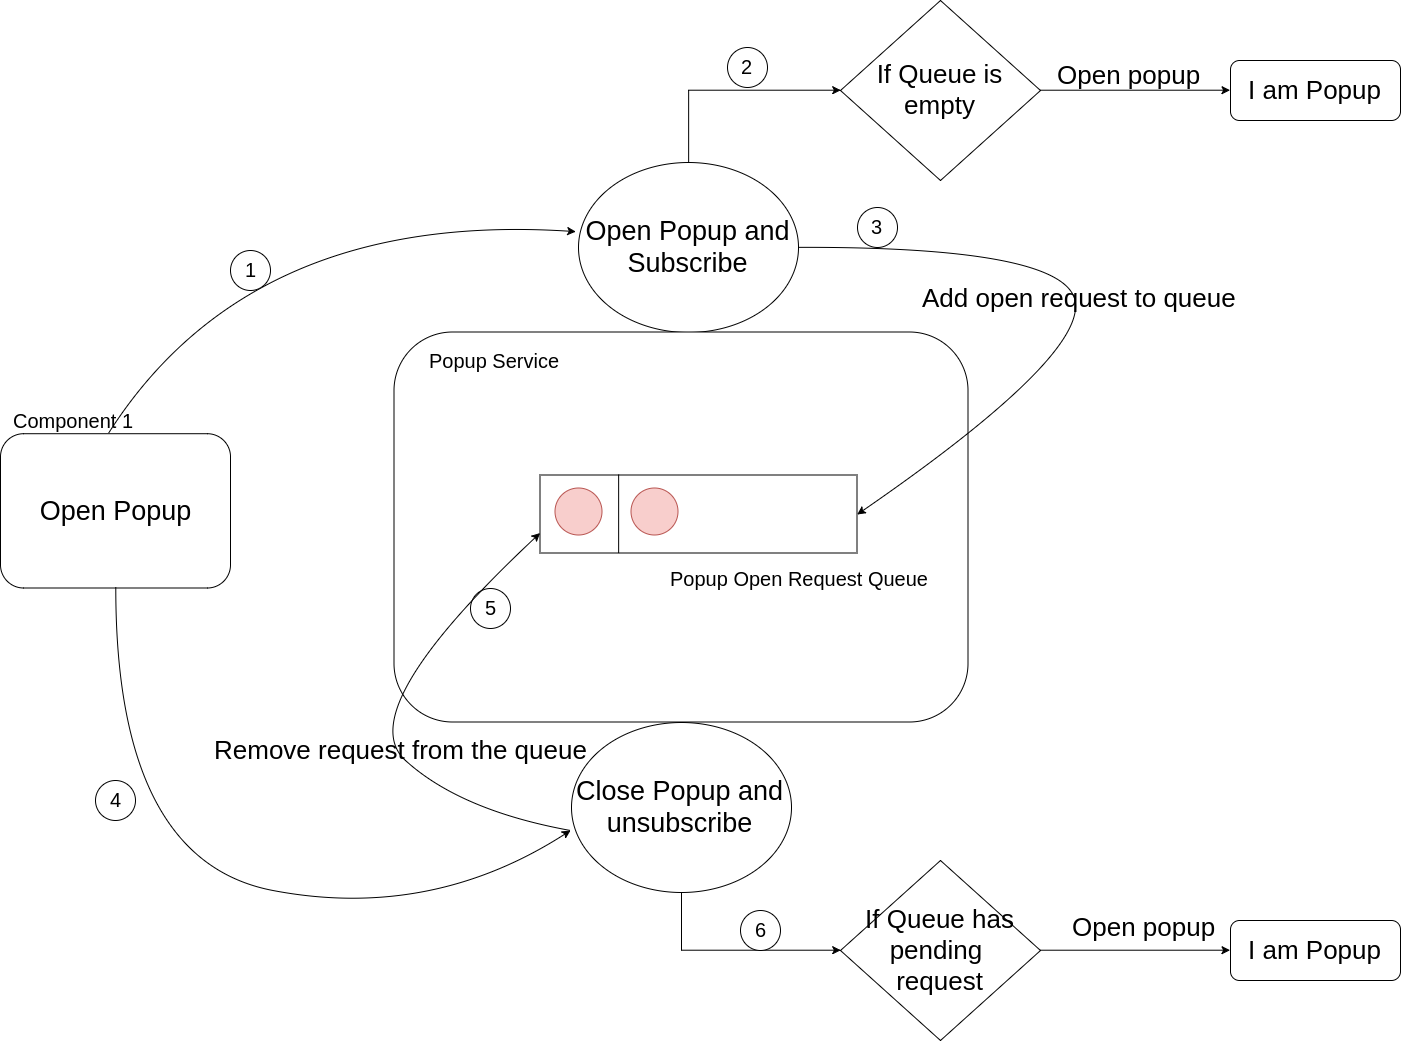 2
If Queue is
empty
Open popup
I am Popup
Open Popup and
Subscribe
3
1
Add open request to queue
Popup Service
Component 1
Open Popup
Popup Open Request Queue
5
Remove request from the queue
Close Popup and
unsubscribe
4
6
If Queue has
pending
request
Open popup
I am Popup